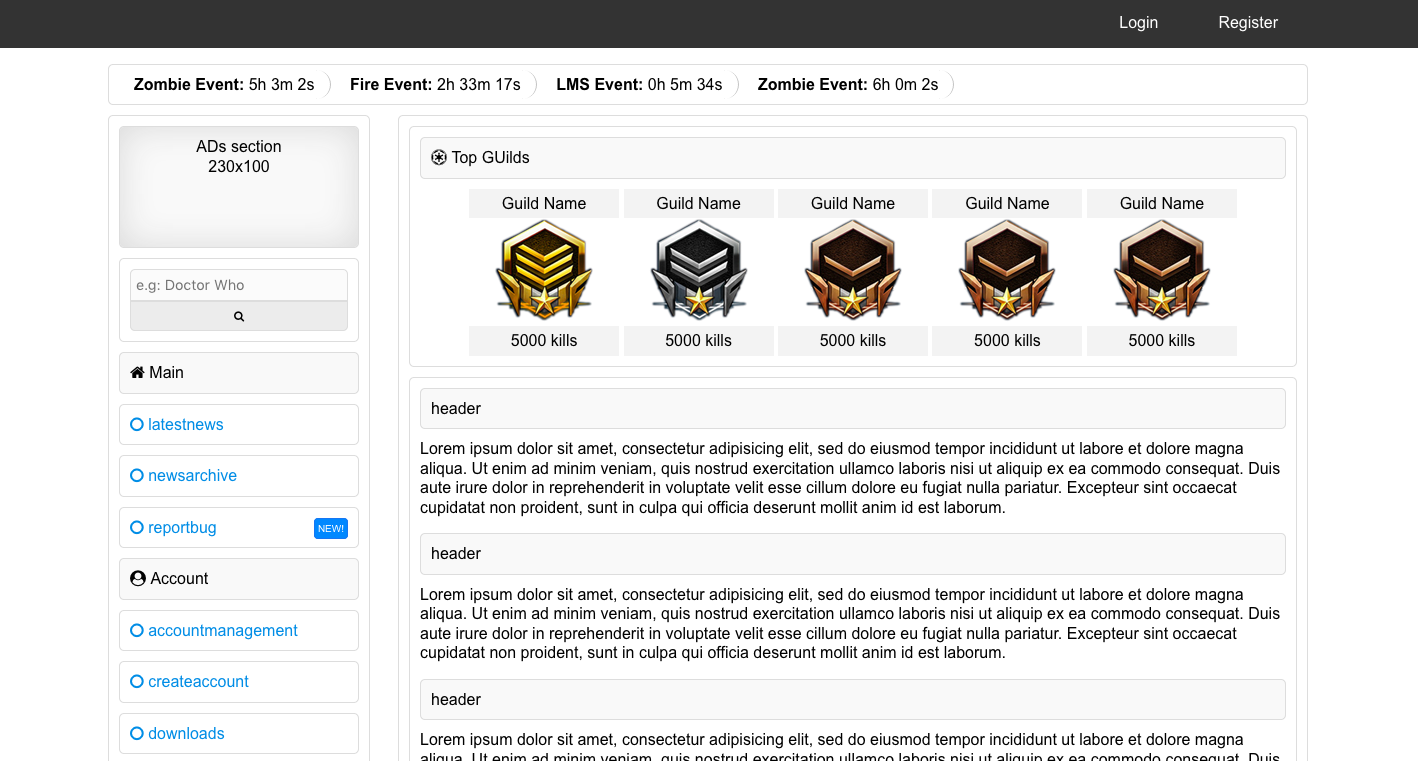 Login Register
Zombie Event: 5h 3m 2s Fire Event: 2h 33m 17s LMS Event: 0h 5m 34s Zombie Event: 6h 0m 2s
ADs section
230x100
e.g: Doctor Who
Main
latestnews
newsarchive
reportbug NEW!
Account
accountmanagement
createaccount
downloads
Top GUilds
Guild Name Guild Name Guild Name Guild Name Guild Name
5000 kills 5000 kills 5000 kills 5000 kills 5000 kills
header
Lorem ipsum dolor sit amet, consectetur adipisicing elit, sed do eiusmod tempor incididunt ut labore et dolore magna
aliqua. Ut enim ad minim veniam, quis nostrud exercitation ullamco laboris nisi ut aliquip ex ea commodo consequat. Duis
aute irure dolor in reprehenderit in voluptate velit esse cillum dolore eu fugiat nulla pariatur. Excepteur sint occaecat
cupidatat non proident, sunt in culpa qui officia deserunt mollit anim id est laborum.
header
Lorem ipsum dolor sit amet, consectetur adipisicing elit, sed do eiusmod tempor incididunt ut labore et dolore magna
aliqua. Ut enim ad minim veniam, quis nostrud exercitation ullamco laboris nisi ut aliquip ex ea commodo consequat. Duis
aute irure dolor in reprehenderit in voluptate velit esse cillum dolore eu fugiat nulla pariatur. Excepteur sint occaecat
cupidatat non proident, sunt in culpa qui officia deserunt mollit anim id est laborum.
header
Lorem ipsum dolor sit amet, consectetur adipisicing elit, sed do eiusmod tempor incididunt ut labore et dolore magna
aliqua. Ut enim ad minim veniam, quis nostrud exercitation ullamco laboris nisi ut aliquip ex ea commodo consequat. Duis